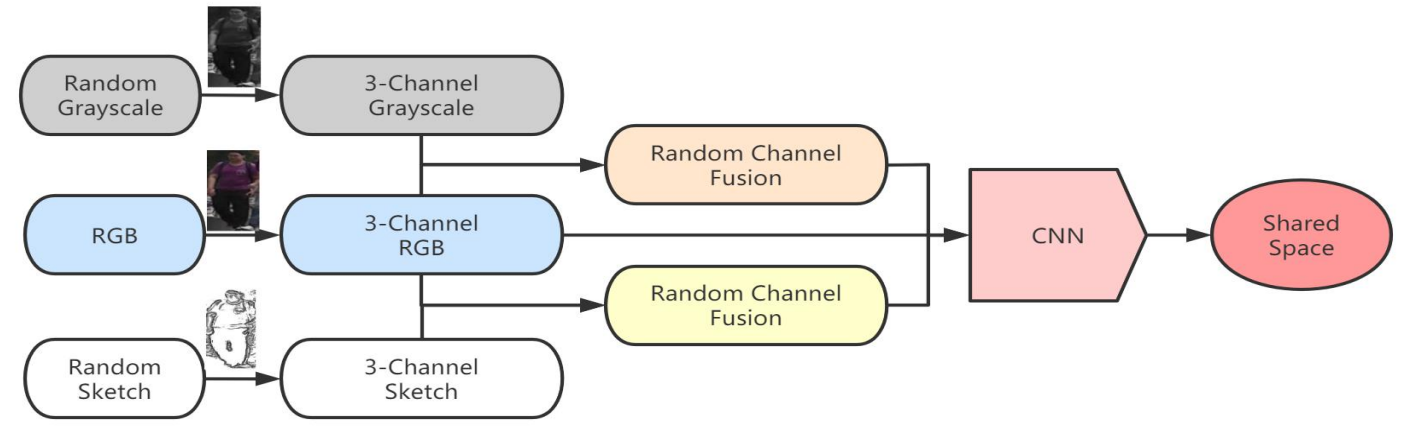 Random
Grayscale
3-Channel
Grayscale
Random Channel
Fusion
RGB
3-Channel
RGB
CNN
Shared
Space
Random Channel
Fusion
Random
Sketch
3-Channel
Sketch